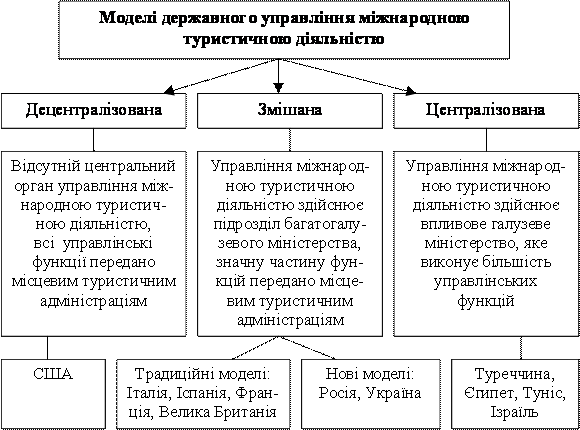 Моделі державного управління міжнародною
туристичною діяльністю
Децентралізована
Змішана
Централізована
Відсутній центральний
орган управління між-
народною туристич-
ною діяльністю,
всі управлінські
функції передано
місцевим туристичним
адміністраціям
Управління міжнарод-
ною туристичною
діяльністю здійснює
підрозділ багатогалу-
зевого міністерства,
значну частину фун-
кцій передано місце-
вим туристичним
адміністраціям
Управління міжнарод-
ною туристичною
діяльністю здійснює
впливове галузеве
міністерство, яке
виконує більшість
управлінських
функцій
США
Традиційні моделі:
Італія, Іспанія, Фран-
ція, Велика Британія
Нові моделі:
Росія, Україна
Туреччина,
Єгипет, Туніс,
Ізраїль